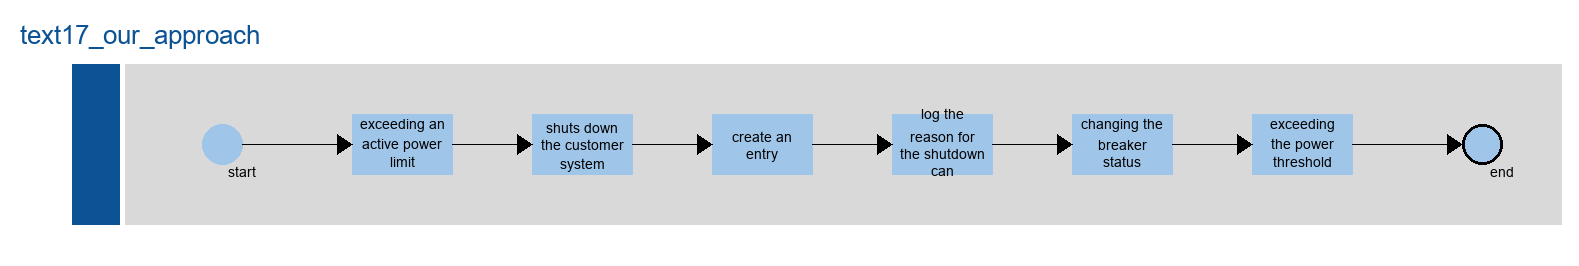 text17_our_approach
start
exceeding an
active power
limit
shuts down
the customer
system
create an
entry
log the
reason for
the shutdown
can
changing the
breaker
status
exceeding
the power
threshold
end